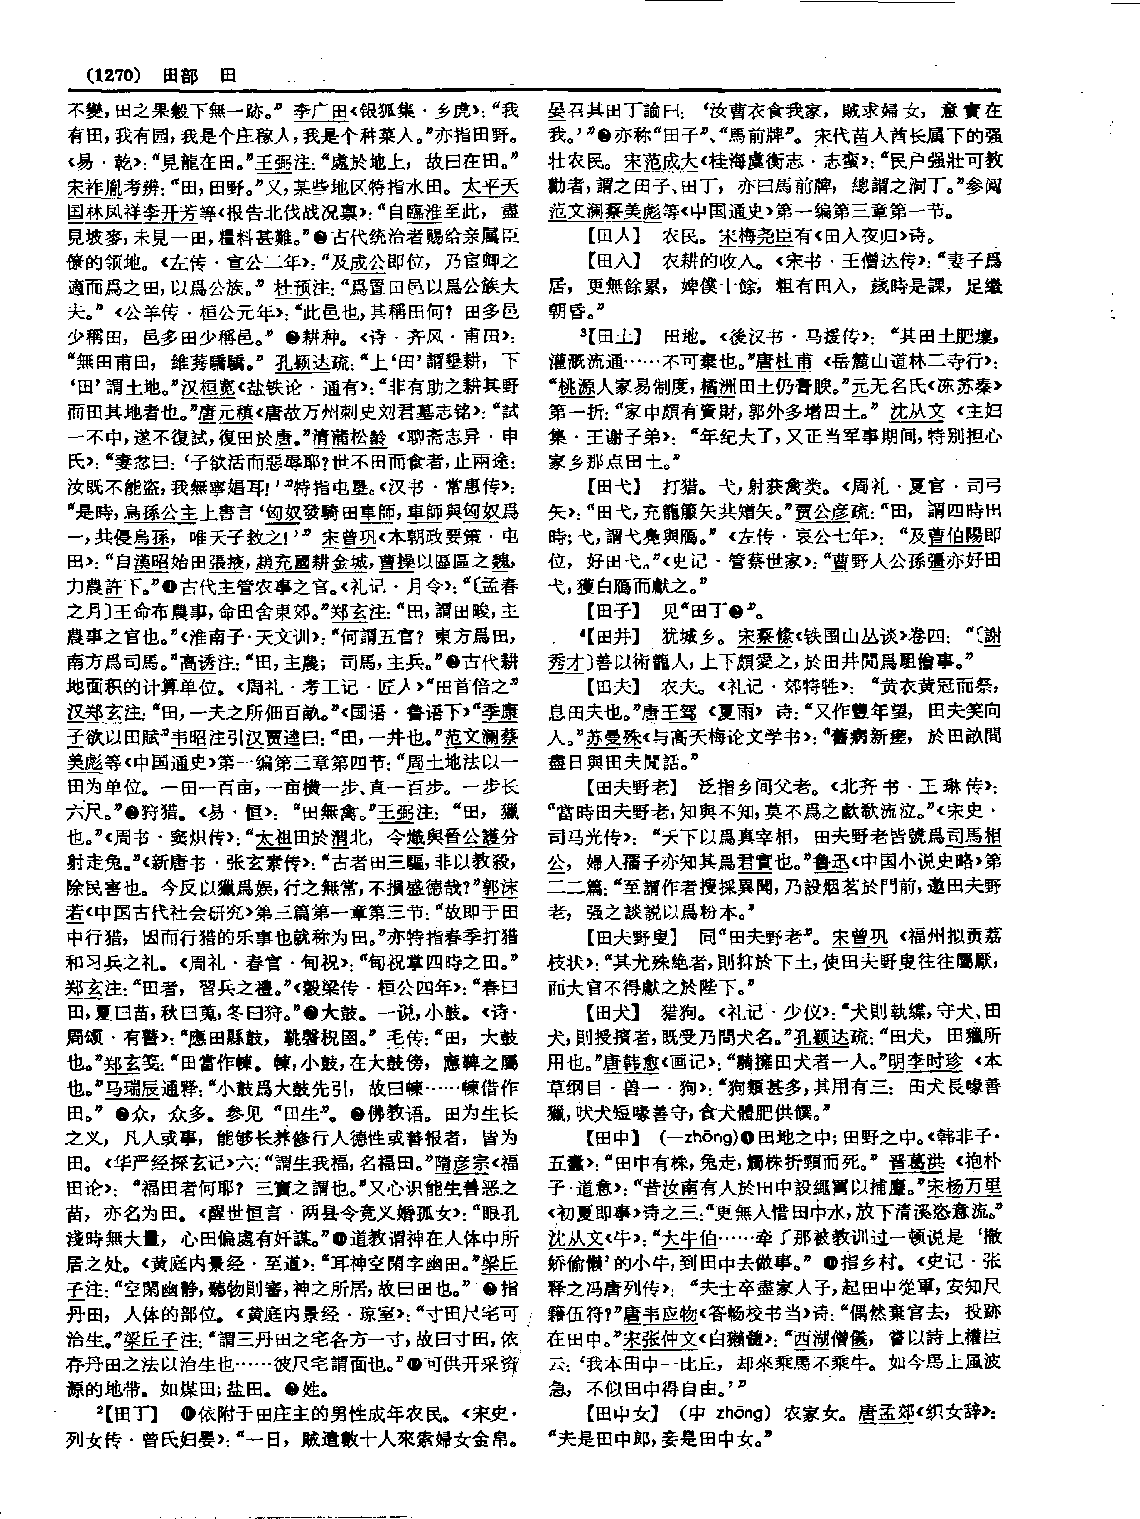 (1270) 田部 田
不變，田之果毅下無一跡。”李广田《银狐集·乡虎》：“我
有田，我有园，我是个庄稼人，我是个种菜人。”亦指田野。
《易·乾》：“見龍在田。”王弼注：“處於地上，故曰在田。”
宋祚胤考辨：“田，田野。”又，某些地区特指水田。太平天
国林凤祥李开芳等《报告北伐战况禀》：“自臨淮至此，盡
見坡麥，未見一田，糧料甚難。”❷古代统治者赐给亲属臣
僚的领地。《左传·宣公二年》：“及成公即位，乃宦卿之
適而爲之田，以爲公族。”杜预注：“爲置田邑以爲公族大
夫。”《公羊传·桓公元年》：“此邑也，其稱田何？田多邑
少稱田，邑多田少稱邑。”❸耕种。《诗·齐风·甫田》：
“無田甫田，維莠驕驕。”孔颖达疏：“上‘田’謂墾耕，下
‘田’謂土地。”汉桓宽《盐铁论·通有》：“非有助之耕其野
而田其地者也。”唐元稹《唐故万州刺史刘君墓志铭》：“試
一不中，遂不復試，復田於唐。”清蒲松龄《聊斋志异·申
氏》：“妻忿曰：‘子欲活而惡辱耶？世不田而食者，止兩途：
汝既不能盜，我無寧娼耳！’”特指屯垦。《汉书·常惠传》：
“是時，烏孫公主上書言‘匈奴發騎田車師，車師與匈奴爲
一，共侵烏孫，唯天子救之！’”宋曾巩《本朝政要策·屯
田》：“自漢昭始田張掖，趙充國耕金城，曹操以區區之魏，
力農許下。”❹古代主管农事之官。《礼记·月令》：“〔孟春
之月〕王命布農事，命田舍東郊。”郑玄注：“田，謂田畯，主
農事之官也。”《淮南子·天文训》：“何謂五官？東方爲田，
南方爲司馬。”高诱注：“田，主農；司馬，主兵。”❺古代耕
地面积的计算单位。《周礼·考工记·匠人》“田首倍之”
汉郑玄注：“田，一夫之所佃百畝。”《国语·鲁语下》“季康
子欲以田賦”韦昭注引汉贾逵曰：“田，一井也。”范文澜蔡
美彪等《中国通史》第一编第三章第四节：“周土地法以一
田为单位。一田一百亩，一亩横一步、直一百步。一步长
六尺。”❻狩猎。《易·恒》：“田無禽。”王弼注：“田，獵
也。”《周书·窦炽传》：“太祖田於渭北，令熾與晉公護分
射走兔。”《新唐书·张玄素传》：“古者田三驅，非以教殺，
除民害也。今反以獵爲娛，行之無常，不損盛德哉？”郭沫
若《中国古代社会研究》第三篇第一章第三节：“故即于田
中行猎，因而行猎的乐事也就称为田。”亦特指春季打猎
和习兵之礼。《周礼·春官·甸祝》：“甸祝掌四時之田。”
郑玄注：“田者，習兵之禮。”《穀梁传·桓公四年》：“春曰
田，夏曰苗，秋曰蒐，冬曰狩。”❼大鼓。一说，小鼓。《诗·
周颂·有瞽》：“應田縣鼓，鞉磬柷圉。”毛传：“田，大鼓
也。”郑玄笺：“田當作朄。朄，小鼓，在大鼓傍，應鞞之屬
也。”马瑞辰通释：“小鼓爲大鼓先引，故曰朄……朄借作
田。”❽众，众多。参见“田生”。❾佛教语。田为生长
之义，凡人或事，能够长养修行人德性或善报者，皆为
田。《华严经探玄记》六：“謂生我福，名福田。”隋彦宗《福
田论》：“福田者何耶？三寶之謂也。”又心识能生善恶之
苗，亦名为田。《醒世恒言·两县令竞义婚孤女》：“眼孔
淺時無大量，心田偏處有奸謀。”❿道教谓神在人体中所
居之处。《黄庭内景经·至道》：“耳神空閑字幽田。”梁丘
子注：“空閑幽静，聽物則審，神之所居，故曰田也。”⓫指
丹田，人体的部位。《黄庭内景经·琼室》：“寸田尺宅可
治生。”梁丘子注：“謂三丹田之宅各方一寸，故曰寸田，依
存丹田之法以治生也……彼尺宅謂面也。”⓬可供开采资
源的地带。如煤田；盐田。⓭姓。
²【田丁】 ❶依附于田庄主的男性成年农民。《宋史·
列女传·曾氏妇晏》：“一日，賊遣數十人來索婦女金帛。
晏召其田丁諭曰：‘汝曹衣食我家，賊求婦女，意實在
我。’”❷亦称“田子”、“馬前牌”。宋代苗人酋长属下的强
壮农民。宋范成大《桂海虞衡志·志蛮》：“民户强壯可教
勸者，謂之田子、田丁，亦曰馬前牌，總謂之洞丁。”参阅
范文澜蔡美彪等《中国通史》第一编第三章第一节。
【田人】 农民。宋梅尧臣有《田人夜归》诗。
【田入】 农耕的收入。《宋书·王僧达传》：“妻子爲
居，更無餘累，婢僕十餘，粗有田入，歲時是課，足繼
朝昏。”
³【田土】 田地。《後汉书·马援传》：“其田土肥壤，
灌溉流通……不可棄也。”唐杜甫《岳麓山道林二寺行》：
“桃源人家易制度，橘洲田土仍膏腴。”元无名氏《冻苏秦》
第一折：“家中頗有資財，郭外多增田土。”沈从文《主妇
集·王谢子弟》：“年纪大了，又正当军事期间，特别担心
家乡那点田土。”
【田弋】 打猎。弋，射获禽类。《周礼·夏官·司弓
矢》：“田弋，充籠箙矢共矰矢。”贾公彦疏：“田，謂四時田
時；弋，謂弋鳧與鴈。”《左传·哀公七年》：“及曹伯陽即
位，好田弋。”《史记·管蔡世家》：“曹野人公孫彊亦好田
弋，獲白鴈而獻之。”
【田子】 见“田丁❷”。
⁴【田井】 犹城乡。宋蔡絛《铁围山丛谈》卷四：“〔謝
秀才〕善以術籠人，上下頗愛之，於田井閒爲駔儈事。”
【田夫】 农夫。《礼记·郊特牲》：“黄衣黄冠而祭，
息田夫也。”唐王驾《夏雨》诗：“又作豐年望，田夫笑向
人。”苏曼殊《与高天梅论文学书》：“舊病新瘥，於田畝間
盡日與田夫閒話。”
【田夫野老】 泛指乡间父老。《北齐书·王琳传》：
“當時田夫野老，知與不知，莫不爲之歔欷流泣。”《宋史·
司马光传》：“天下以爲真宰相，田夫野老皆號爲司馬相
公，婦人孺子亦知其爲君實也。”鲁迅《中国小说史略》第
二二篇：“至謂作者搜採異聞，乃設烟茗於門前，邀田夫野
老，强之談説以爲粉本。”
【田夫野叟】 同“田夫野老”。宋曾巩《福州拟贡荔
枝状》：“其尤殊绝者，則抑於下土，使田夫野叟往往屬厭，
而大官不得獻之於陛下。”
【田犬】 猎狗。《礼记·少仪》：“犬則執緤，守犬、田
犬，則授擯者，既受乃問犬名。”孔颖达疏：“田犬，田獵所
用也。”唐韩愈《画记》：“騎擁田犬者一人。”明李时珍《本
草纲目·兽一·狗》：“狗類甚多，其用有三：田犬長喙善
獵，吠犬短喙善守，食犬體肥供饌。”
【田中】 （—zhōng）❶田地之中；田野之中。《韩非子·
五蠹》：“田中有株，兔走，觸株折頸而死。”晋葛洪《抱朴
子·道意》：“昔汝南有人於田中設繩罥以捕麞。”宋杨万里
《初夏即事》诗之三：“更無人惜田中水，放下清溪恣意流。”
沈从文《牛》：“大牛伯……牵了那被教训过一顿说是‘撒
娇偷懒’的小牛，到田中去做事。”❷指乡村。《史记·张
释之冯唐列传》：“夫士卒盡家人子，起田中從軍，安知尺
籍伍符？”唐韦应物《答畅校书当》诗：“偶然棄官去，投跡
在田中。”宋张仲文《白獭髓》：“西湖僧儀，嘗以詩上權臣
云：‘我本田中一比丘，却來乘馬不乘牛。如今馬上風波
急，不似田中得自由。’”
【田中女】 （中 zhōng）农家女。唐孟郊《织女辞》：
“夫是田中郎，妾是田中女。”